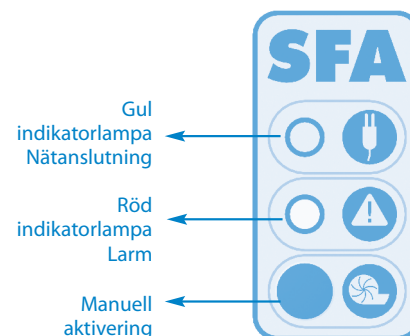 SFA
Gul
indikatorlampa
Nätanslutning
Röd
indikatorlampa
Larm
Manuell
aktivering